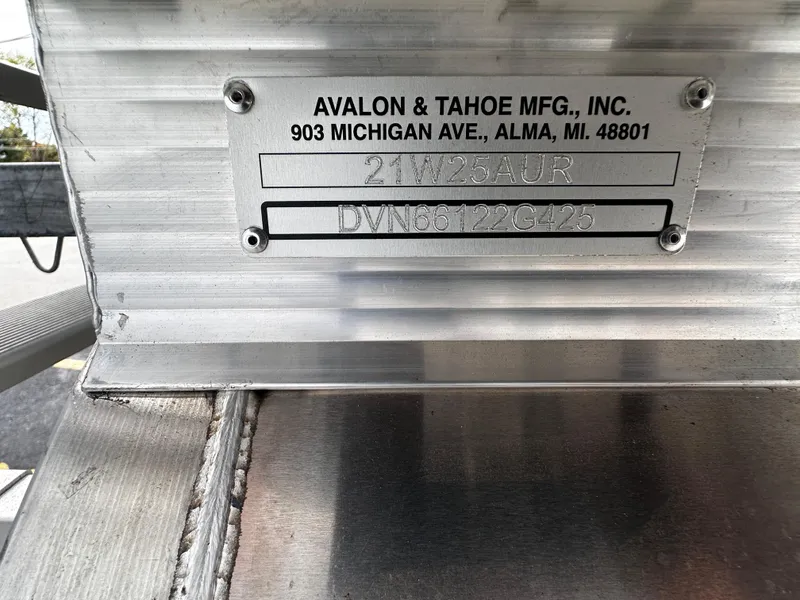 AVALON & TAHOE MFG., INC.
903 MICHIGAN AVE., ALMA, MI. 48801
21W25AUR
DVN66122G425